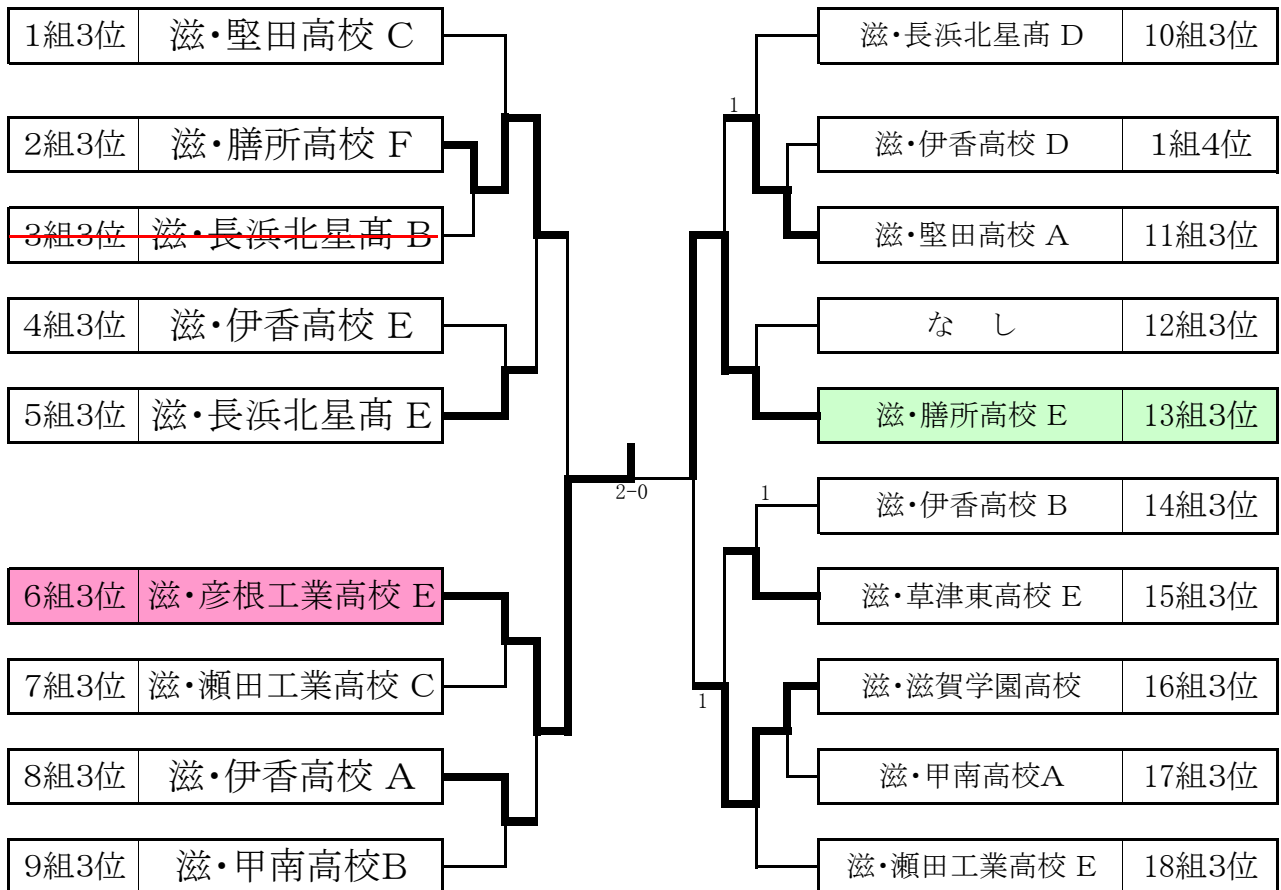 1組3位 滋・堅田高校 C
2組3位 滋・膳所高校 F
3組3位 滋・長浜北星髙 B
4組3位 滋・伊香高校 E
5組3位 滋・長浜北星髙 E
6組3位 滋・彦根工業高校 E
7組3位 滋・瀬田工業高校 C
8組3位 滋・伊香高校 A
9組3位 滋・甲南高校B
2-0
滋・長浜北星髙 D 10組3位
1
滋・伊香高校 D 1組4位
滋・堅田高校 A 11組3位
な し 12組3位
滋・膳所高校 E 13組3位
1
滋・伊香高校 B 14組3位
滋・草津東高校 E 15組3位
1
滋・滋賀学園高校 16組3位
滋・甲南高校A 17組3位
滋・瀬田工業高校 E 18組3位